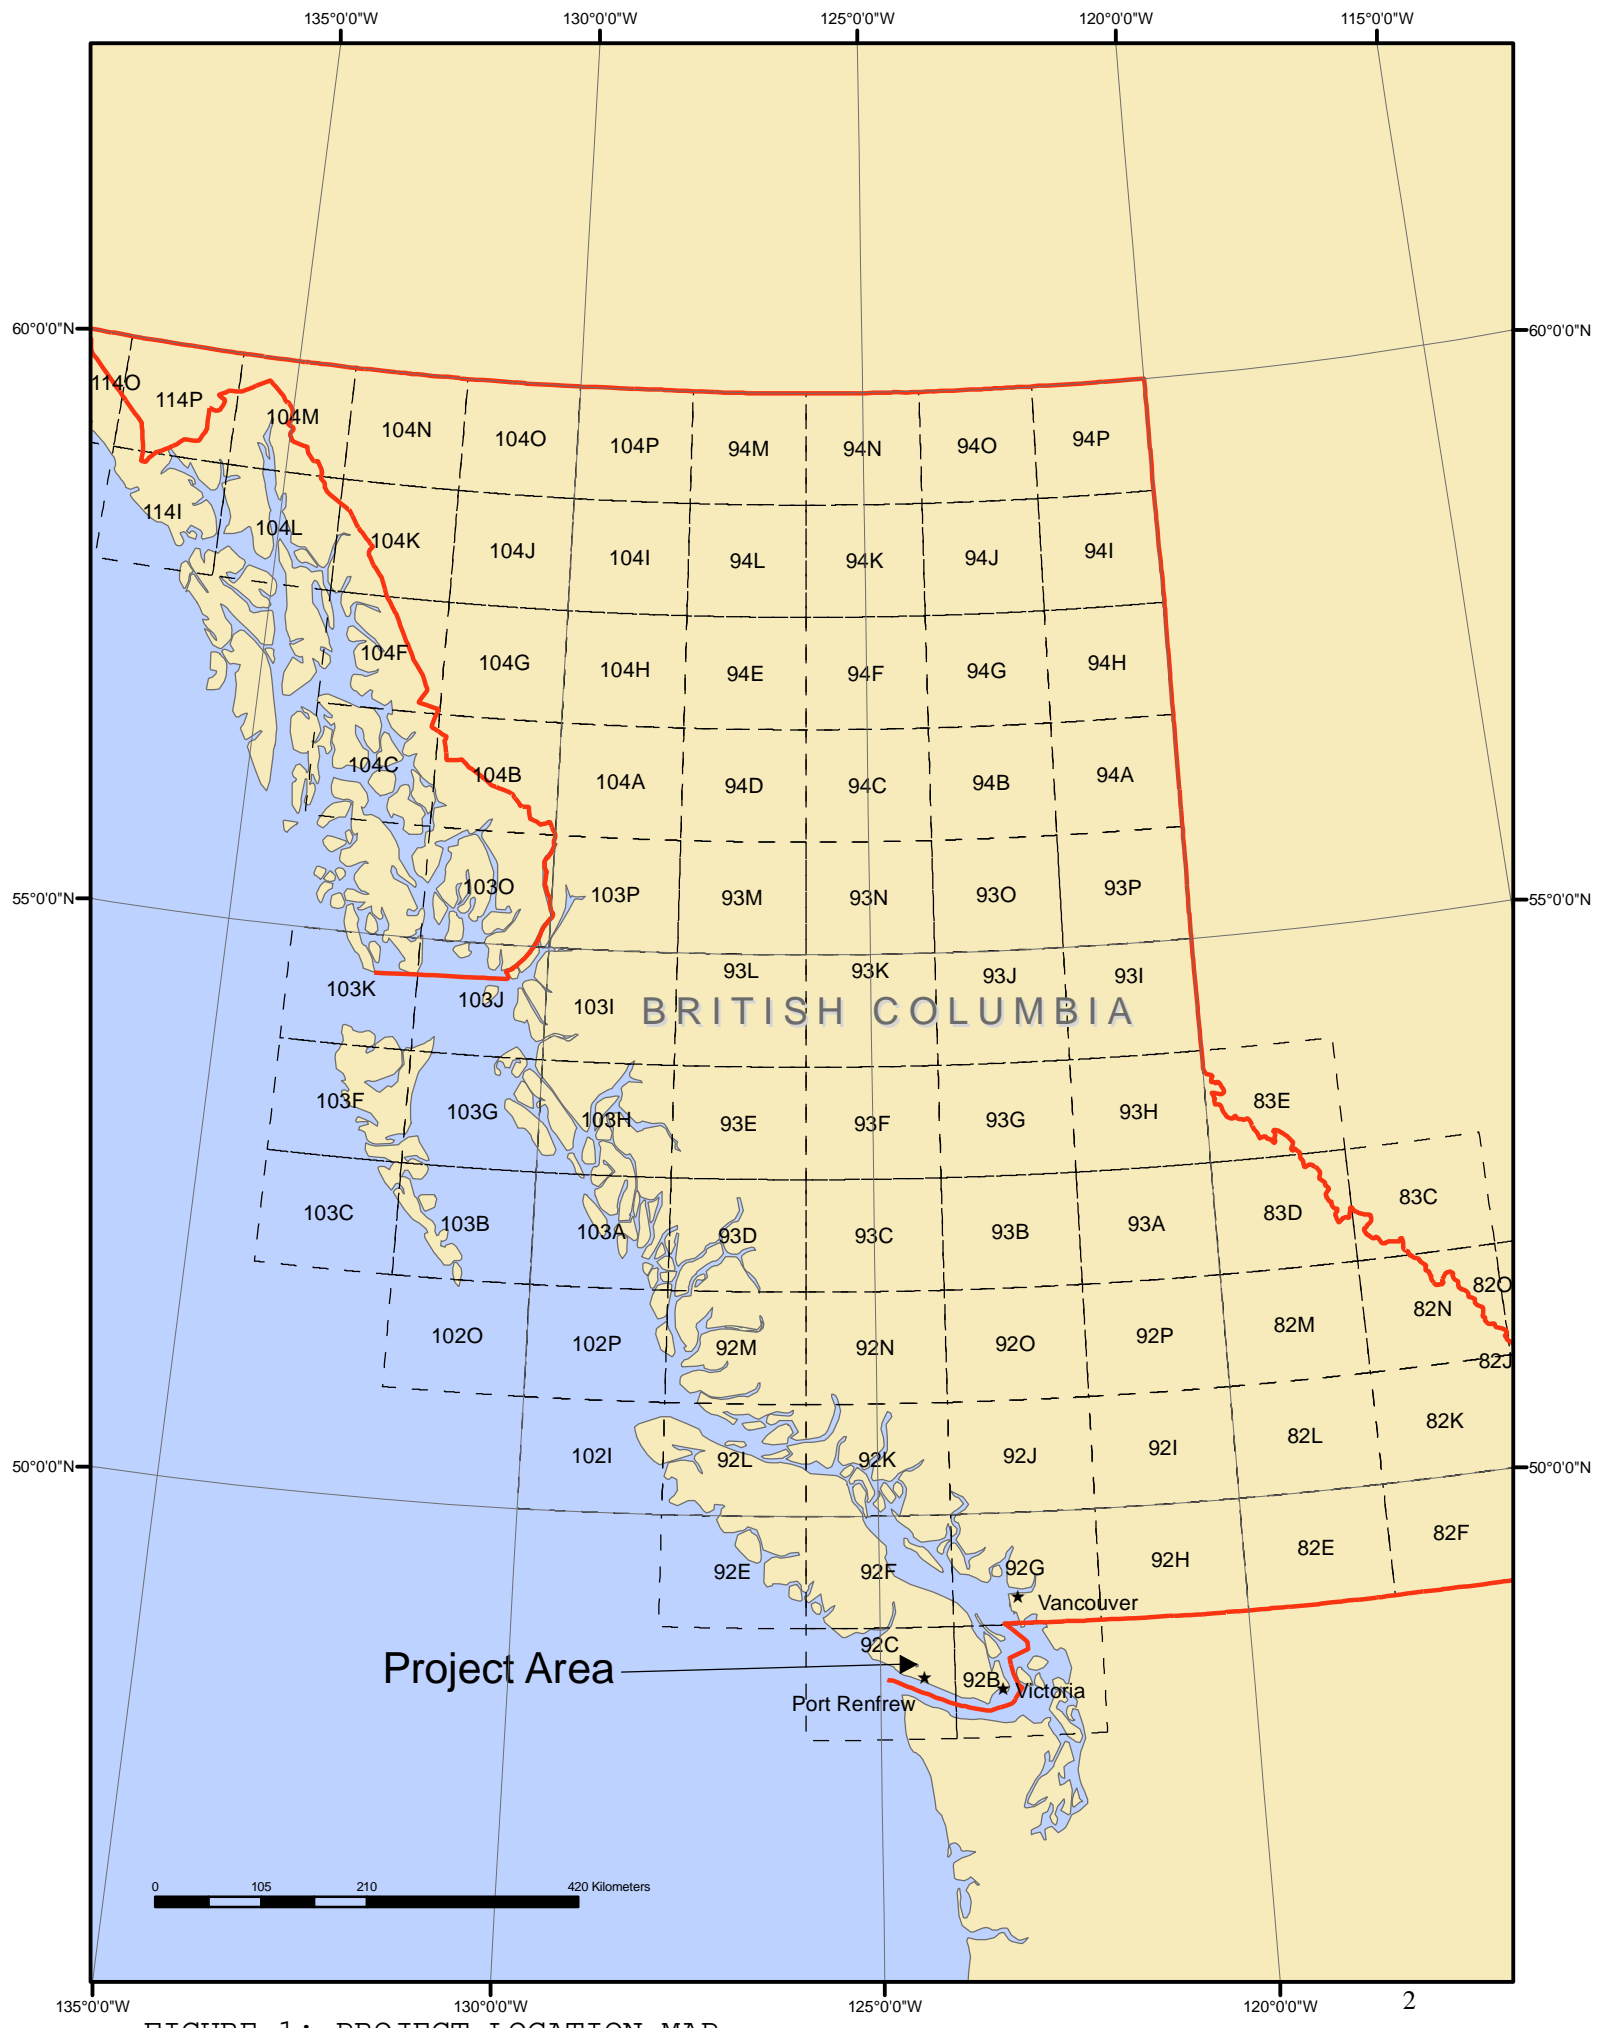 135°0'0"W 130°0'0"W 125°0'0"W 120°0'0"W 115°0'0"W
60°0'0"N 60°0'0"N
114O 114P 104M 104N 104O 104P 94M 94N 94O 94P
114I 104L 104K 104J 104I 94L 94K 94J 94I
104F 104G 104H 94E 94F 94G 94H
104C 104B 104A 94D 94C 94B 94A
55°0'0"N 103O 103P 93M 93N 93O 93P 55°0'0"N
103K 103J 103I 93L 93K 93J 93I
BRITISH COLUMBIA
103F 103G 103H 93E 93F 93G 93H 83E
103C 103B 103A 93D 93C 93B 93A 83D 83C
102O 102P 92M 92N 92O 92P 82M 82N 82O
82J
102I 92L 92K 92J 92I 82L 82K
50°0'0"N 50°0'0"N
92E 92F 92G 92H 82E 82F
Vancouver
92C
Project Area
92B
Victoria
Port Renfrew
0 105 210 420 Kilometers
135°0'0"W 130°0'0"W 125°0'0"W 120°0'0"W
2
FIGURE 1: PROJECT LOCATION MAP